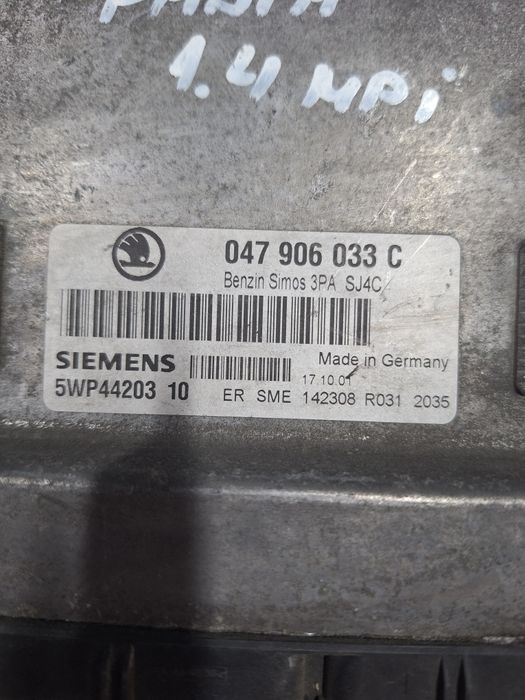 FABIA
1.4 MPi
047 906 033 C
Benzin Simos 3PA SJ4C
SIEMENS
Made in Germany
17.10.01
5WP44203 10
ER SME 142308 R031 2035